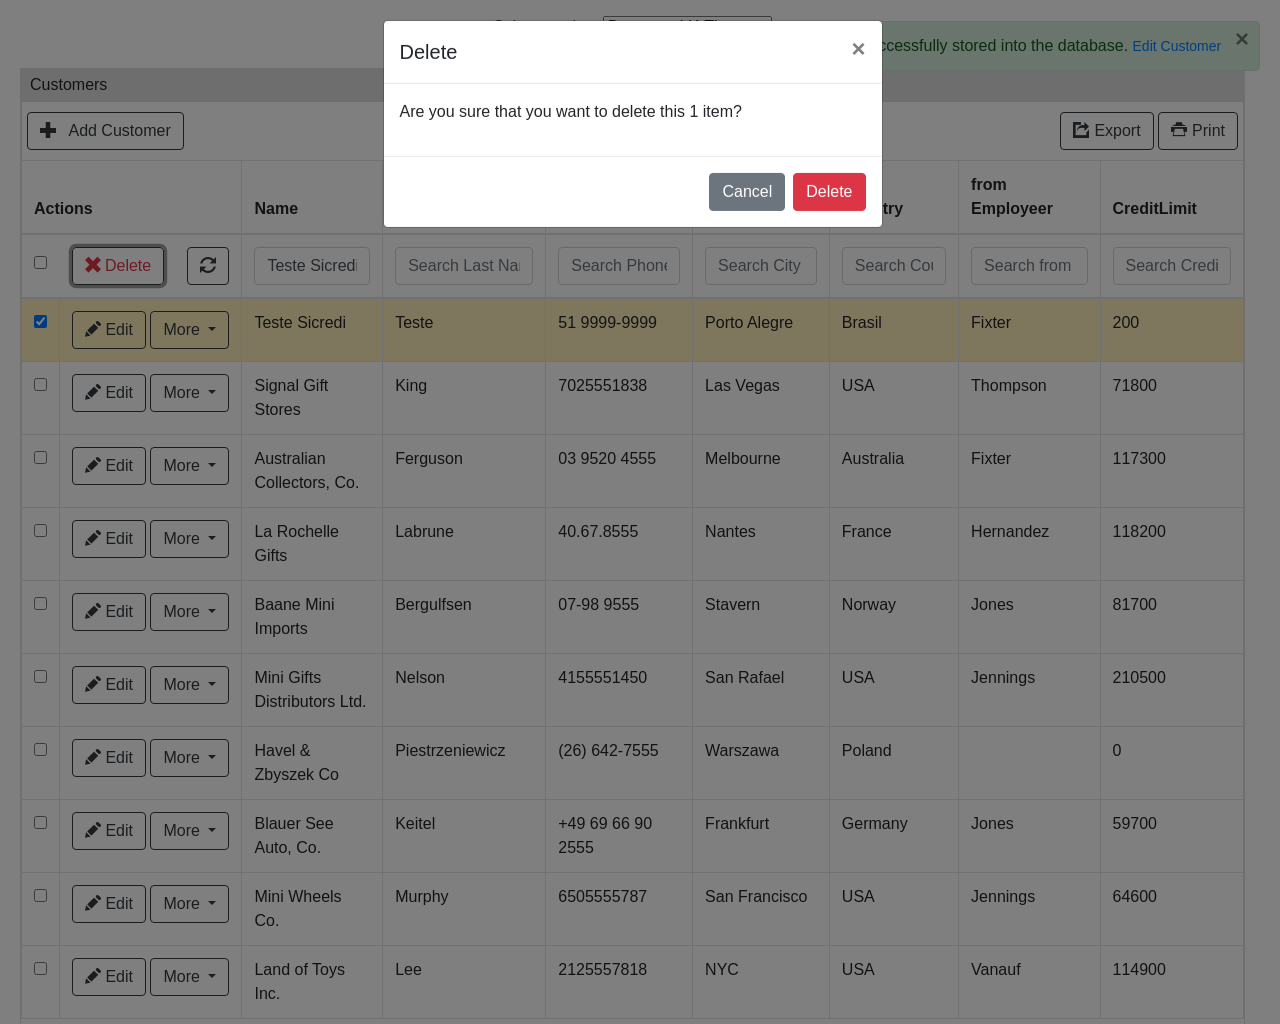 Delete
×
Are you sure that you want to delete this 1 item?
Cancel
Delete
successfully stored into the database. Edit Customer ×
Customers
Add Customer
Export
Print
Actions
Name
from Employeer
CreditLimit
Delete
Teste Sicredi
Search Last Na
Search Phone
Search City
Search Cou
Search from
Search Credi
Edit More Teste Sicredi Teste 51 9999-9999 Porto Alegre Brasil Fixter 200
Edit More Signal Gift Stores King 7025551838 Las Vegas USA Thompson 71800
Edit More Australian Collectors, Co. Ferguson 03 9520 4555 Melbourne Australia Fixter 117300
Edit More La Rochelle Gifts Labrune 40.67.8555 Nantes France Hernandez 118200
Edit More Baane Mini Imports Bergulfsen 07-98 9555 Stavern Norway Jones 81700
Edit More Mini Gifts Distributors Ltd. Nelson 4155551450 San Rafael USA Jennings 210500
Edit More Havel & Zbyszek Co Piestrzeniewicz (26) 642-7555 Warszawa Poland 0
Edit More Blauer See Auto, Co. Keitel +49 69 66 90 2555 Frankfurt Germany Jones 59700
Edit More Mini Wheels Co. Murphy 6505555787 San Francisco USA Jennings 64600
Edit More Land of Toys Inc. Lee 2125557818 NYC USA Vanauf 114900